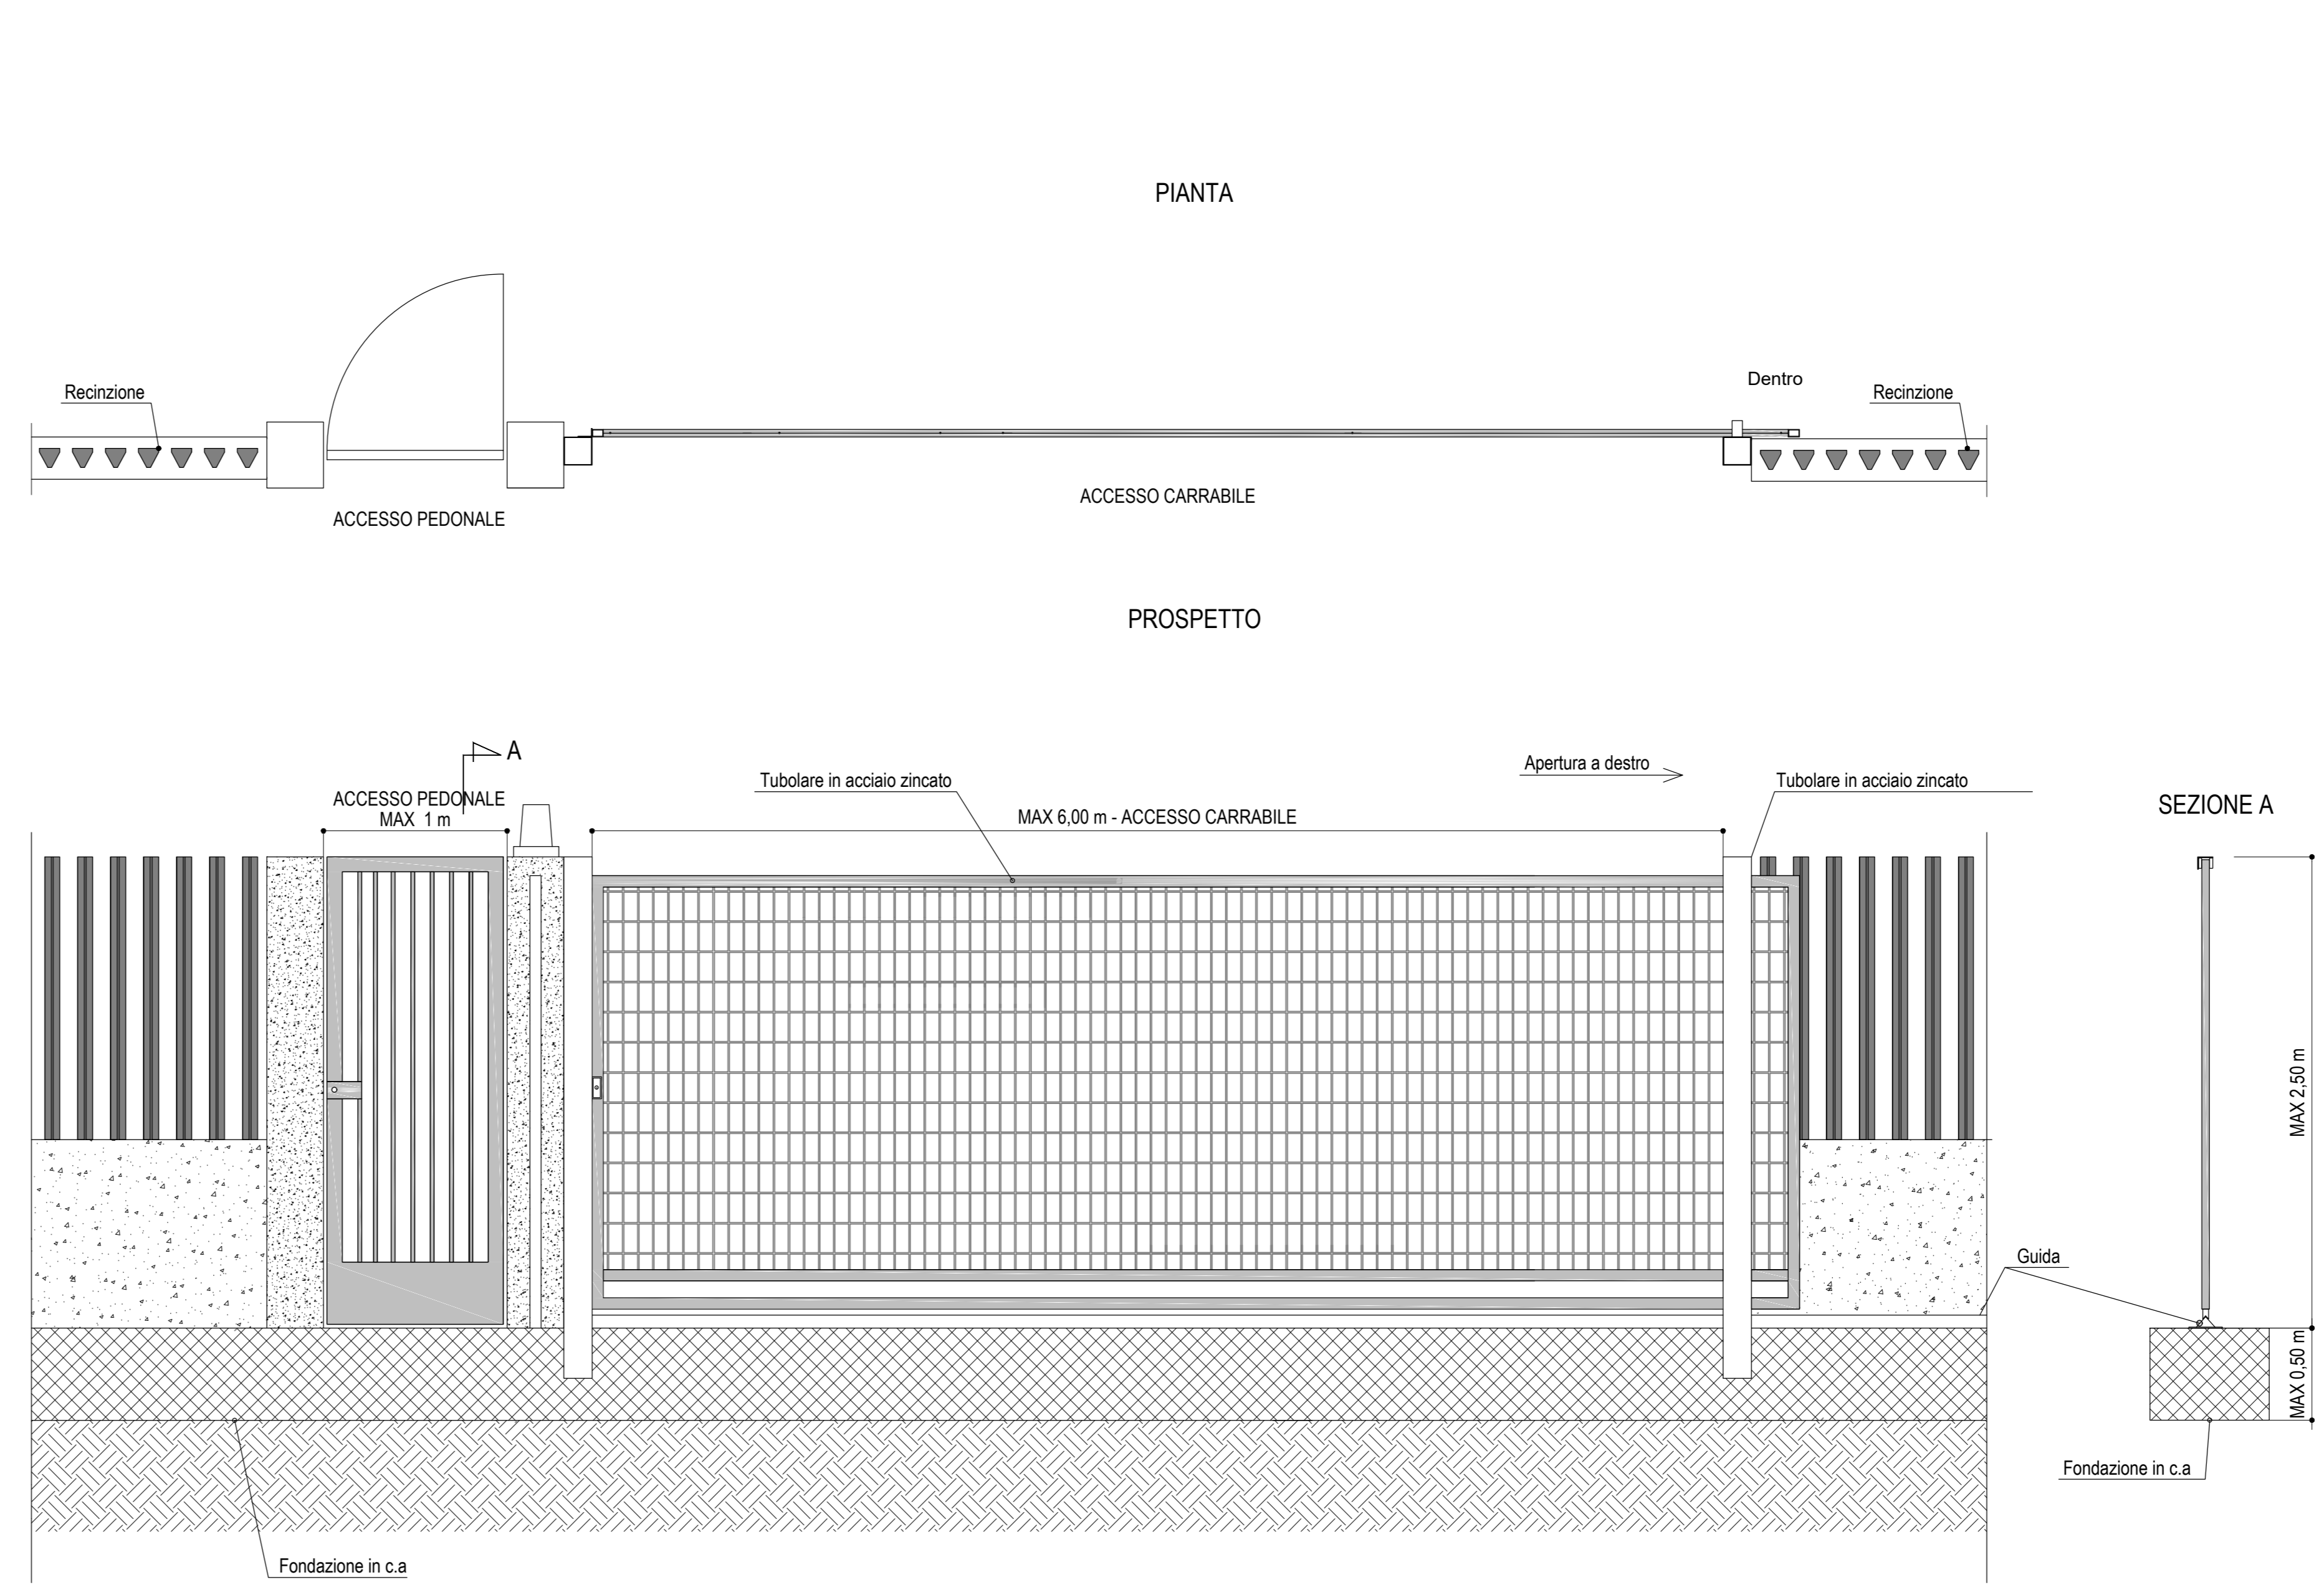 PIANTA
Dentro
Recinzione
Recinzione
ACCESSO CARRABILE
ACCESSO PEDONALE
PROSPETTO
A
Apertura a destro
Tubolare in acciaio zincato
Tubolare in acciaio zincato
ACCESSO PEDONALE
MAX 1 m
MAX 6,00 m - ACCESSO CARRABILE
SEZIONE A
MAX 2,50 m
Guida
MAX 0,50 m
Fondazione in c.a
Fondazione in c.a